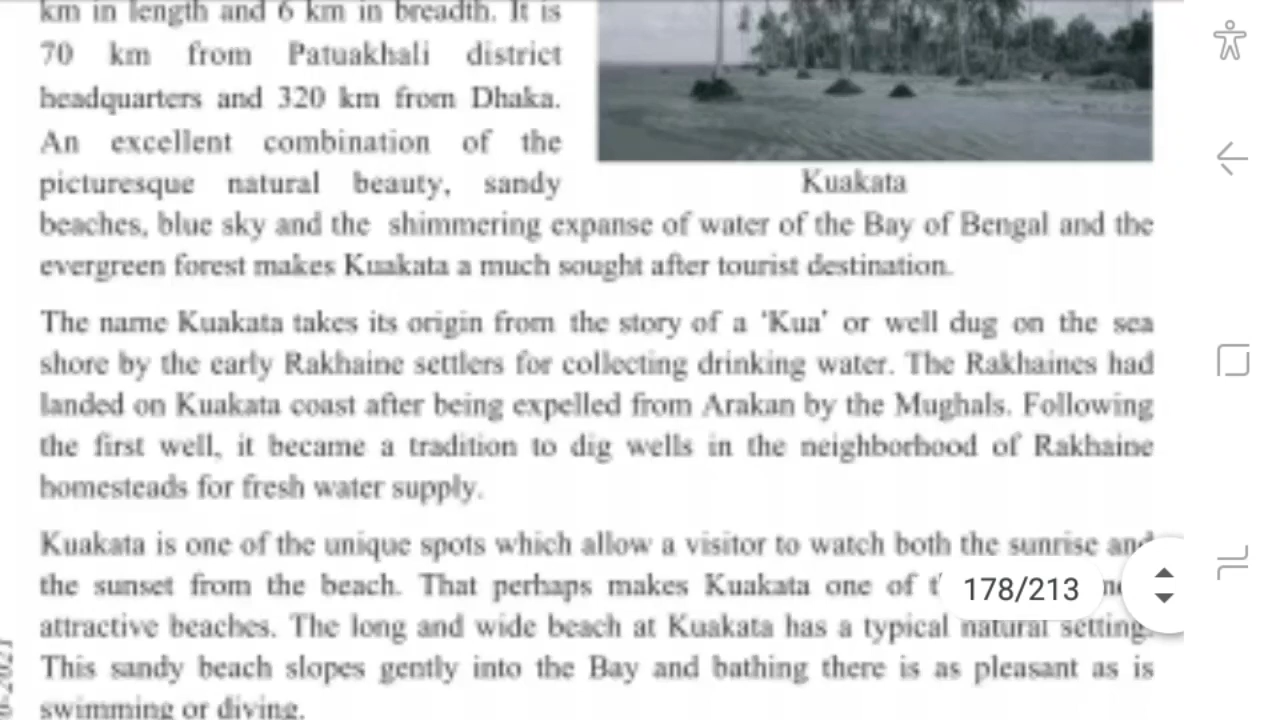 km in length and 6 km in breadth. It is
70 km from Patuakhali district
headquarters and 320 km from Dhaka.
An excellent combination of the
picturesque natural beauty, sandy
Kuakata
beaches, blue sky and the shimmering expanse of water of the Bay of Bengal and the
evergreen forest makes Kuakata a much sought after tourist destination.
The name Kuakata takes its origin from the story of a 'Kua' or well dug on the sea
shore by the early Rakhaine settlers for collecting drinking water. The Rakhaines had
landed on Kuakata coast after being expelled from Arakan by the Mughals. Following
the first well, it became a tradition to dig wells in the neighborhood of Rakhaine
homesteads for fresh water supply.
Kuakata is one of the unique spots which allow a visitor to watch both the sunrise and
the sunset from the beach. That perhaps makes Kuakata one of
178/213
attractive beaches. The long and wide beach at Kuakata has a typical natural setting.
This sandy beach slopes gently into the Bay and bathing there is as pleasant as is
swimming or diving.